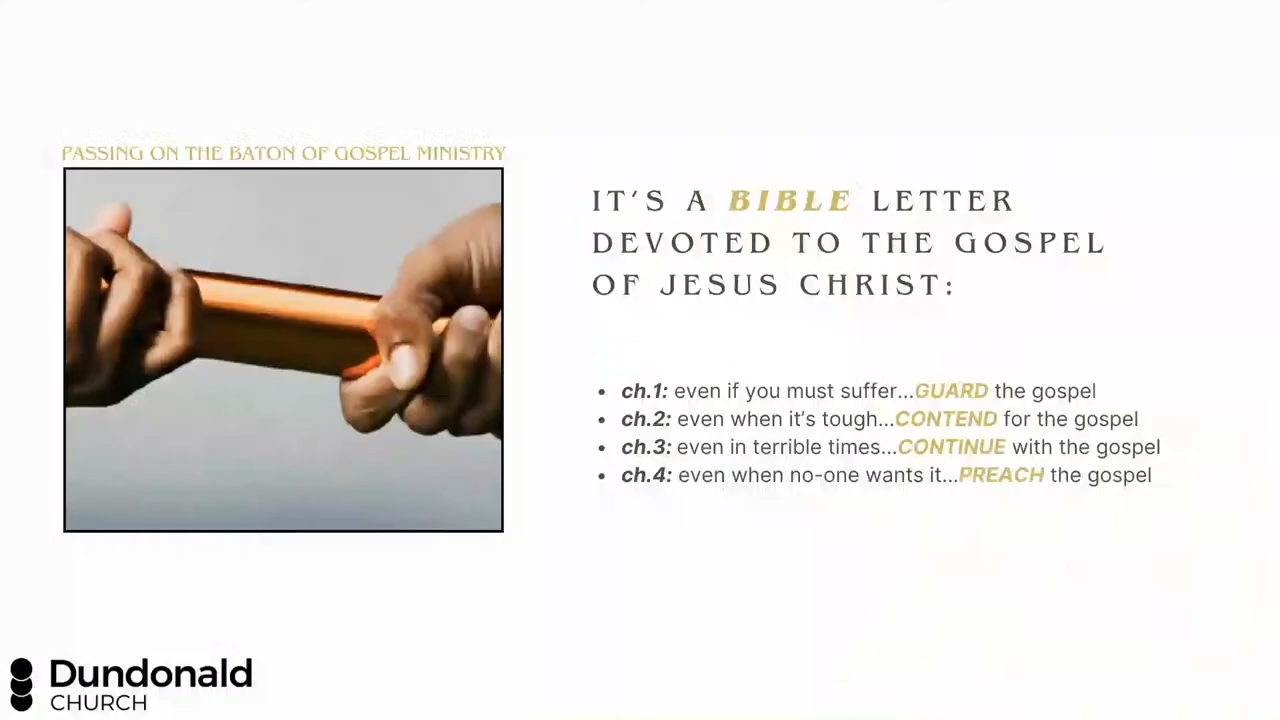 PASSING ON THE BATON OF GOSPEL MINISTRY
IT'S A BIBLE LETTER
DEVOTED TO THE GOSPEL
OF JESUS CHRIST:
• ch.1: even if you must suffer...GUARD the gospel
• ch.2: even when it's tough...CONTEND for the gospel
• ch.3: even in terrible times...CONTINUE with the gospel
• ch.4: even when no-one wants it...PREACH the gospel
Dundonald
CHURCH